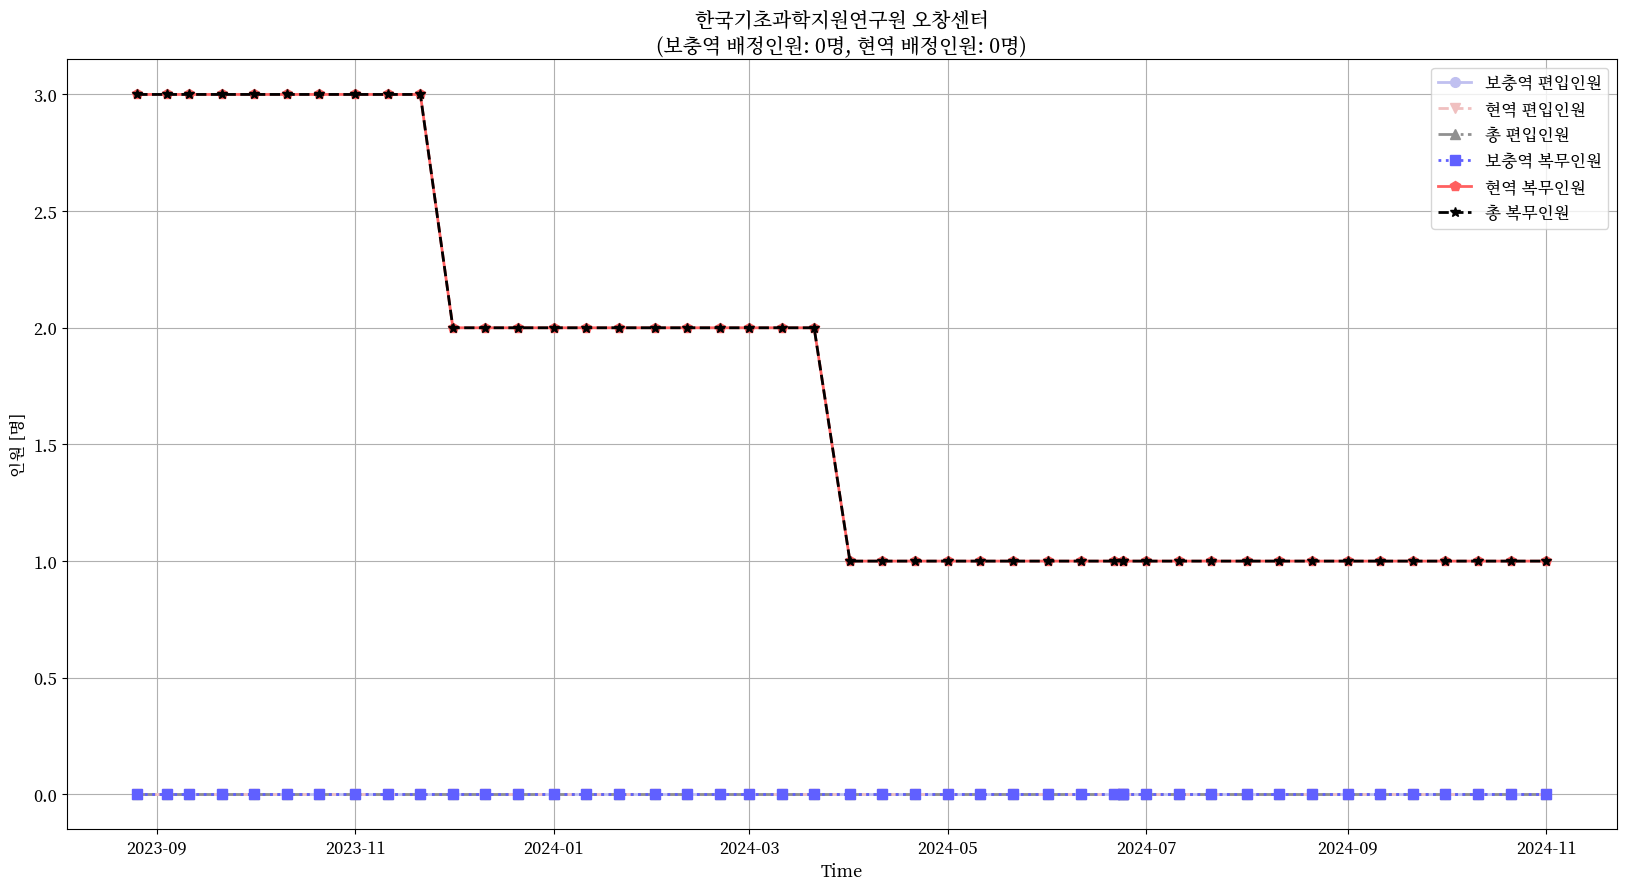 한국기초과학지원연구원 오창센터
(보충역 배정인원: 0명, 현역 배정인원: 0명)
보충역 편입인원
현역 편입인원
총 편입인원
보충역 복무인원
현역 복무인원
총 복무인원
인원 [명]
3.0
2.5
2.0
1.5
1.0
0.5
0.0
2023-09
2023-11
2024-01
2024-03
2024-05
2024-07
2024-09
2024-11
Time